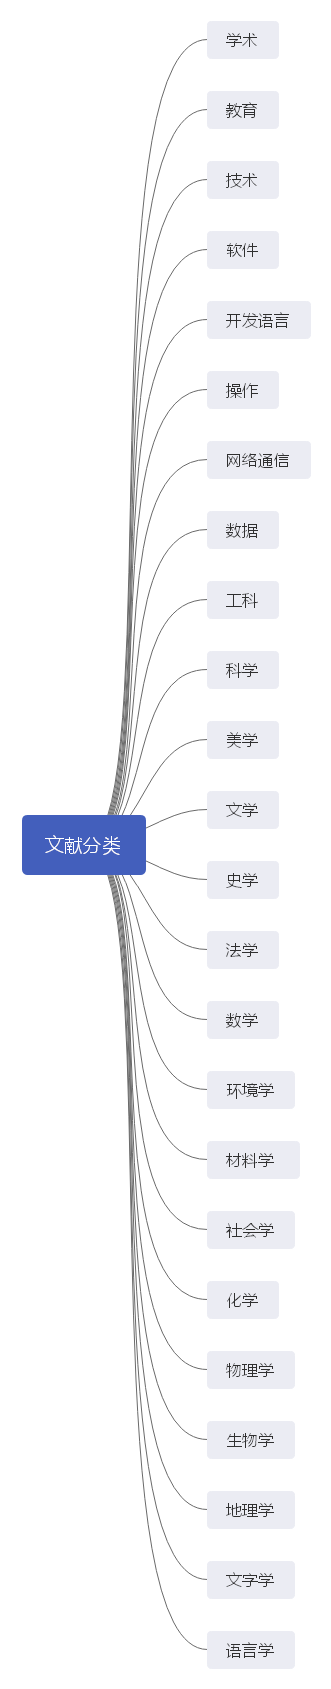 学术
教育
技术
软件
开发语言
操作
网络通信
数据
工科
科学
美学
文学
文献分类
史学
法学
数学
环境学
材料学
社会学
化学
物理学
生物学
地理学
文字学
语言学